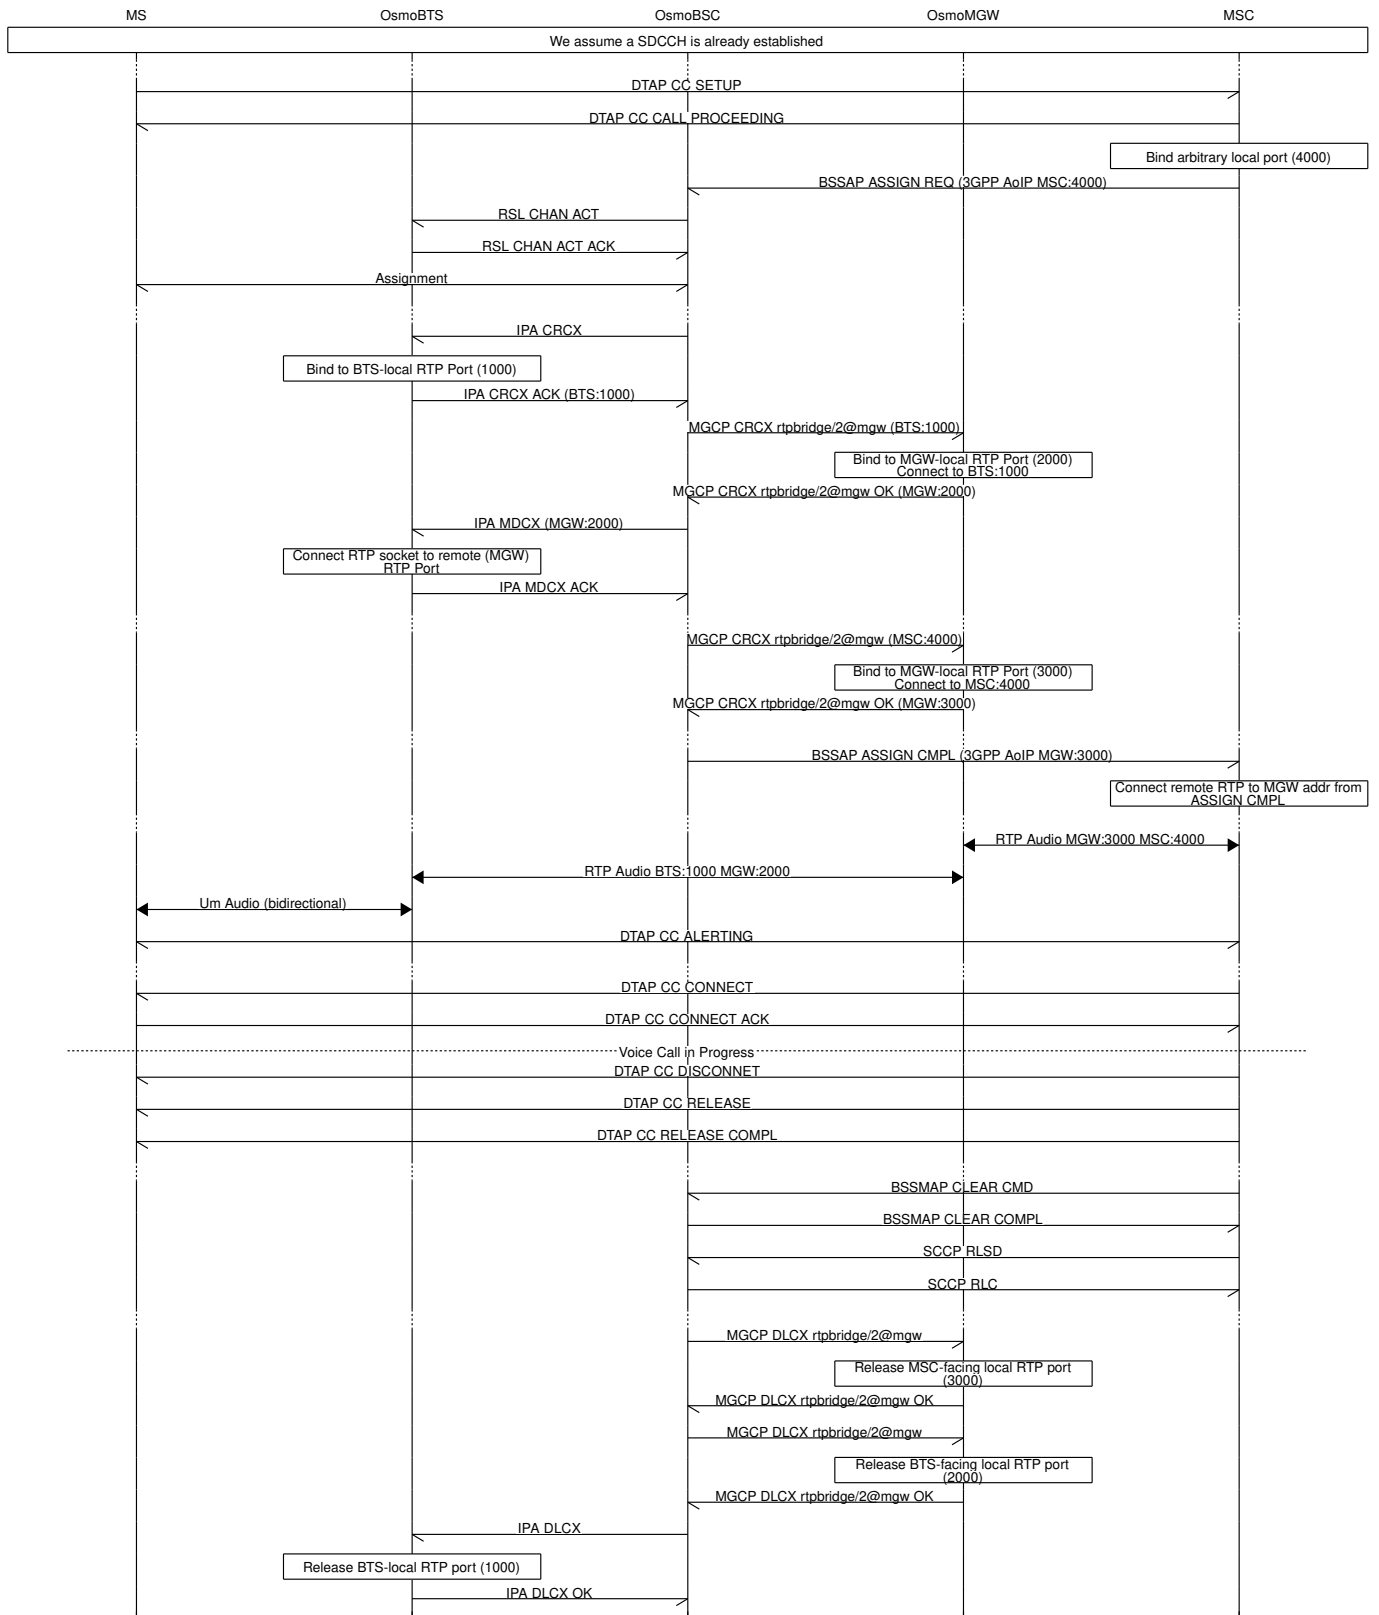 MS OsmoBTS OsmoBSC OsmoMGW MSC
We assume a SDCCH is already established
DTAP CC SETUP
DTAP CC CALL PROCEEDING
Bind arbitrary local port (4000)
BSSAP ASSIGN REQ (3GPP AoIP MSC:4000)
RSL CHAN ACT
RSL CHAN ACT ACK
Assignment
IPA CRCX
Bind to BTS-local RTP Port (1000)
IPA CRCX ACK (BTS:1000)
MGCP CRCX rtpbridge/2@mgw (BTS:1000)
Bind to MGW-local RTP Port (2000)
Connect to BTS:1000
MGCP CRCX rtpbridge/2@mgw OK (MGW:2000)
IPA MDCX (MGW:2000)
Connect RTP socket to remote (MGW)
RTP Port
IPA MDCX ACK
MGCP CRCX rtpbridge/2@mgw (MSC:4000)
Bind to MGW-local RTP Port (3000)
Connect to MSC:4000
MGCP CRCX rtpbridge/2@mgw OK (MGW:3000)
BSSAP ASSIGN CMPL (3GPP AoIP MGW:3000)
Connect remote RTP to MGW addr from
ASSIGN CMPL
RTP Audio MGW:3000 MSC:4000
RTP Audio BTS:1000 MGW:2000
Um Audio (bidirectional)
DTAP CC ALERTING
DTAP CC CONNECT
DTAP CC CONNECT ACK
Voice Call in Progress
DTAP CC DISCONNET
DTAP CC RELEASE
DTAP CC RELEASE COMPL
BSSMAP CLEAR CMD
BSSMAP CLEAR COMPL
SCCP RLSD
SCCP RLC
MGCP DLCX rtpbridge/2@mgw
Release MSC-facing local RTP port
(3000)
MGCP DLCX rtpbridge/2@mgw OK
MGCP DLCX rtpbridge/2@mgw
Release BTS-facing local RTP port
(2000)
MGCP DLCX rtpbridge/2@mgw OK
IPA DLCX
Release BTS-local RTP port (1000)
IPA DLCX OK